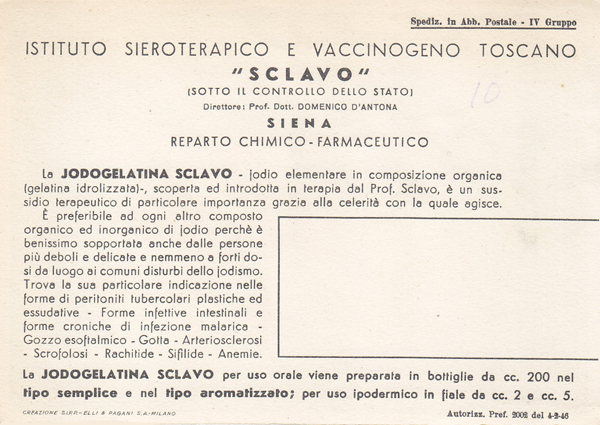 Spediz. in Abb. Postale - IV Gruppo
ISTITUTO SIEROTERAPICO E VACCINOGENO TOSCANO
"SCLAVO"
(SOTTO IL CONTROLLO DELLO STATO)
Direttore: Prof. Dott. DOMENICO D'ANTONA
10
SIENA
REPARTO CHIMICO - FARMACEUTICO
La JODOGELATINA SCLAVO - jodio elementare in composizione organica
(gelatina idrolizzata)-, scoperta ed introdotta in terapia dal Prof. Sclavo, è un sus-
sidio terapeutico di particolare importanza grazia alla celerità con la quale agisce.
È preferibile ad ogni altro composto
organico ed inorganico di jodio perchè è
benissimo sopportata anche dalle persone
più deboli e delicate e nemmeno a forti do-
si da luogo ai comuni disturbi dello jodismo.
Trova la sua particolare indicazione nelle
forme di peritoniti tubercolari plastiche ed
essudative - Forme infettive intestinali e
forme croniche di infezione malarica -
Gozzo esoftalmico - Gotta - Arteriosclerosi
- Scrofolosi - Rachitide - Sifilide - Anemie.
La JODOGELATINA SCLAVO per uso orale viene preparata in bottiglie da cc. 200 nel
tipo semplice e nel tipo aromatizzato; per uso ipodermico in fiale da cc. 2 e cc. 5.
CREAZIONE S.I.R.P.-ELLI & PAGANI S.A.-MILANO
Autorizz. Pref. 2002 del 4-2-46